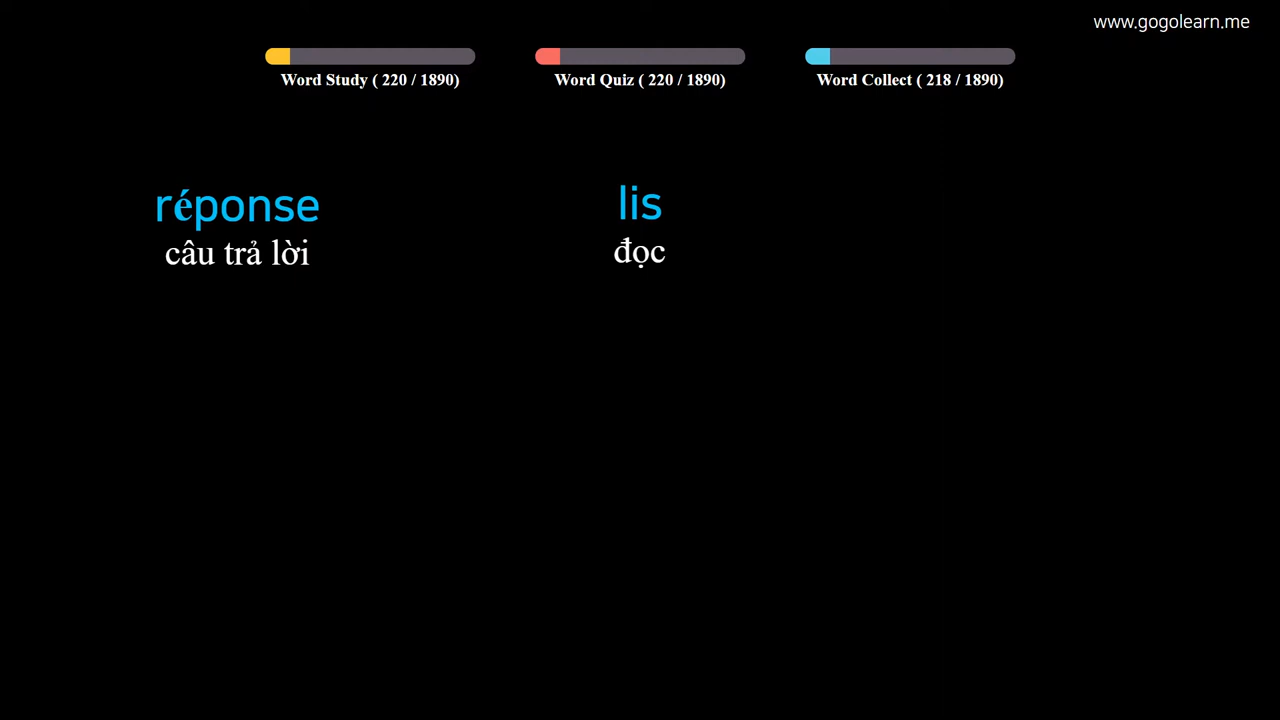 www.gogolearn.me
Word Study ( 220 / 1890)
Word Quiz ( 220 / 1890)
Word Collect ( 218 / 1890)
réponse
câu trả lời
lis
đọc